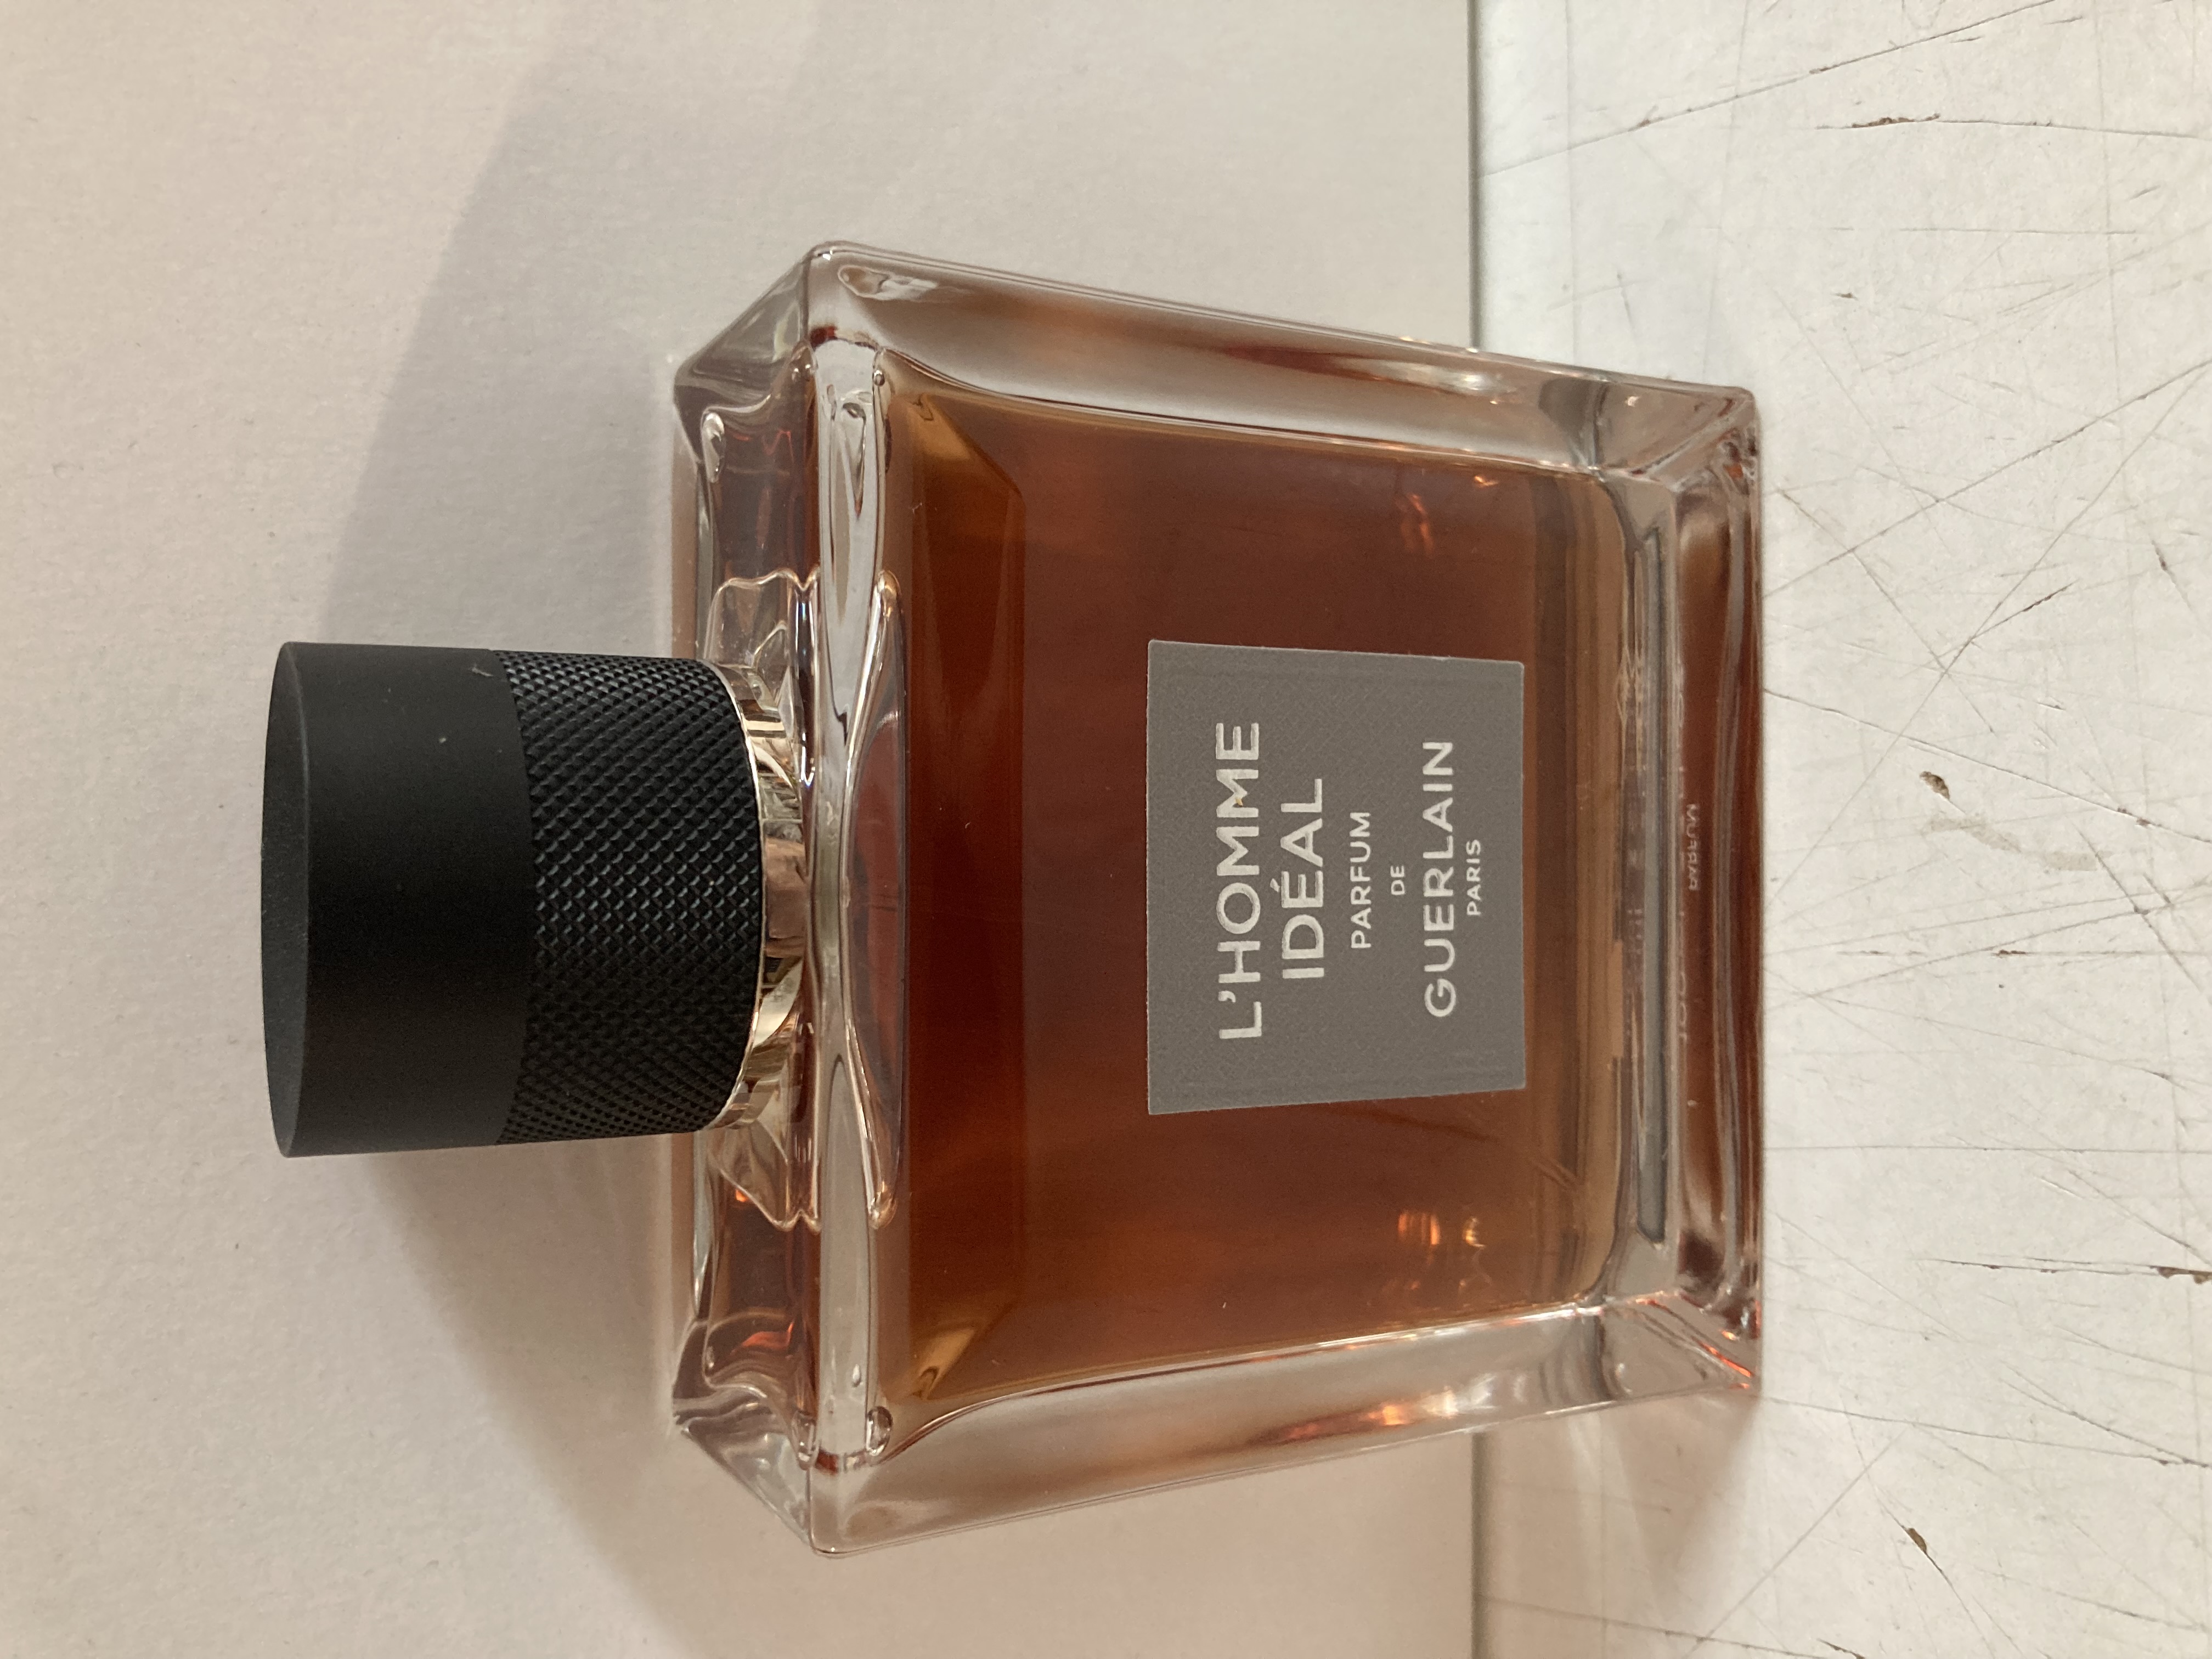 L'HOMME
IDÉAL
PARFUM
DE
GUERLAIN
PARIS